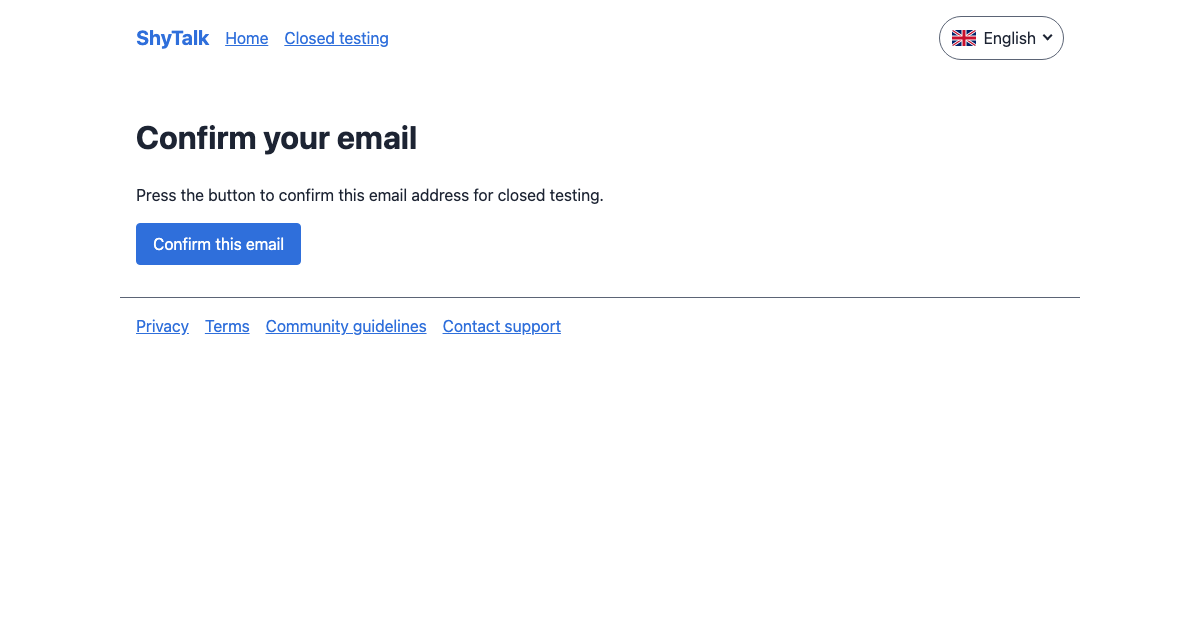 ShyTalk Home Closed testing English
Confirm your email
Press the button to confirm this email address for closed testing.
Confirm this email
Privacy Terms Community guidelines Contact support